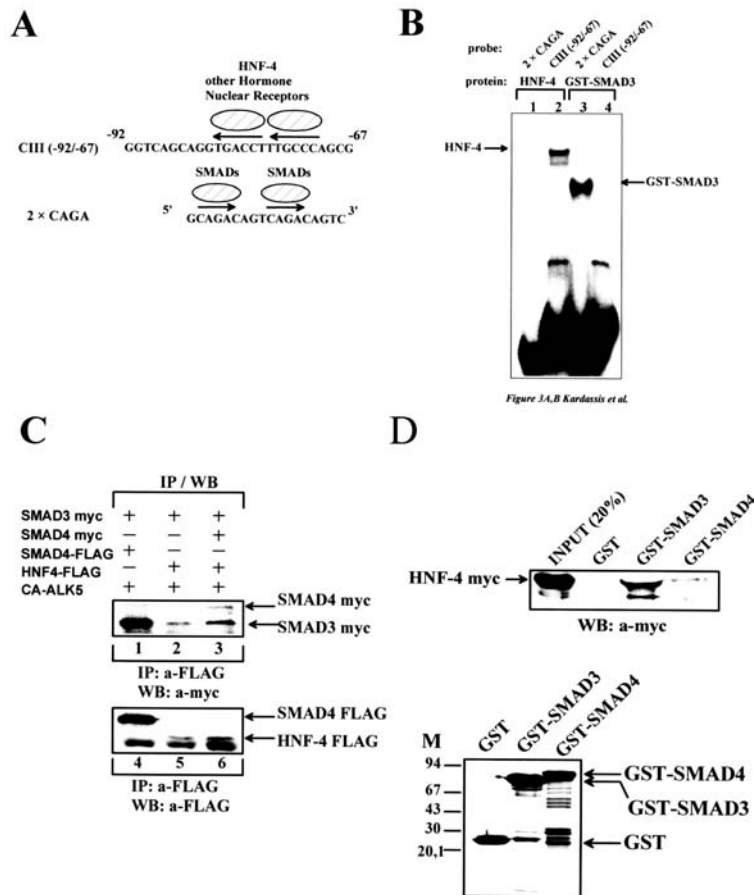 A
HNF-4
other Hormone
Nuclear Receptors
-92
-67
CIII (-92/-67)
GGTCAGCAGGTGACCTTTGCCCAGCG
SMADs SMADs
5'
3'
2 × CAGA
GCAGACAGTCAGACAGTC
B
probe:
2 × CAGA
CIII (-92/-67)
2 × CAGA
CIII (-92/-67)
protein:
HNF-4 GST-SMAD3
1 2 3 4
HNF-4
GST-SMAD3
Figure 3A,B Kardassis et al.
C
IP / WB
SMAD3 myc + + +
SMAD4 myc − − +
SMAD4-FLAG + − −
HNF4-FLAG − + +
CA-ALK5 + + +
SMAD4 myc
SMAD3 myc
1 2 3
IP: a-FLAG
WB: a-myc
SMAD4 FLAG
HNF-4 FLAG
4 5 6
IP: a-FLAG
WB: a-FLAG
D
INPUT (20%)
GST
GST-SMAD3
GST-SMAD4
HNF-4 myc
WB: a-myc
M
GST
GST-SMAD3
GST-SMAD4
94
67
43
30
20,1
GST-SMAD4
GST-SMAD3
GST